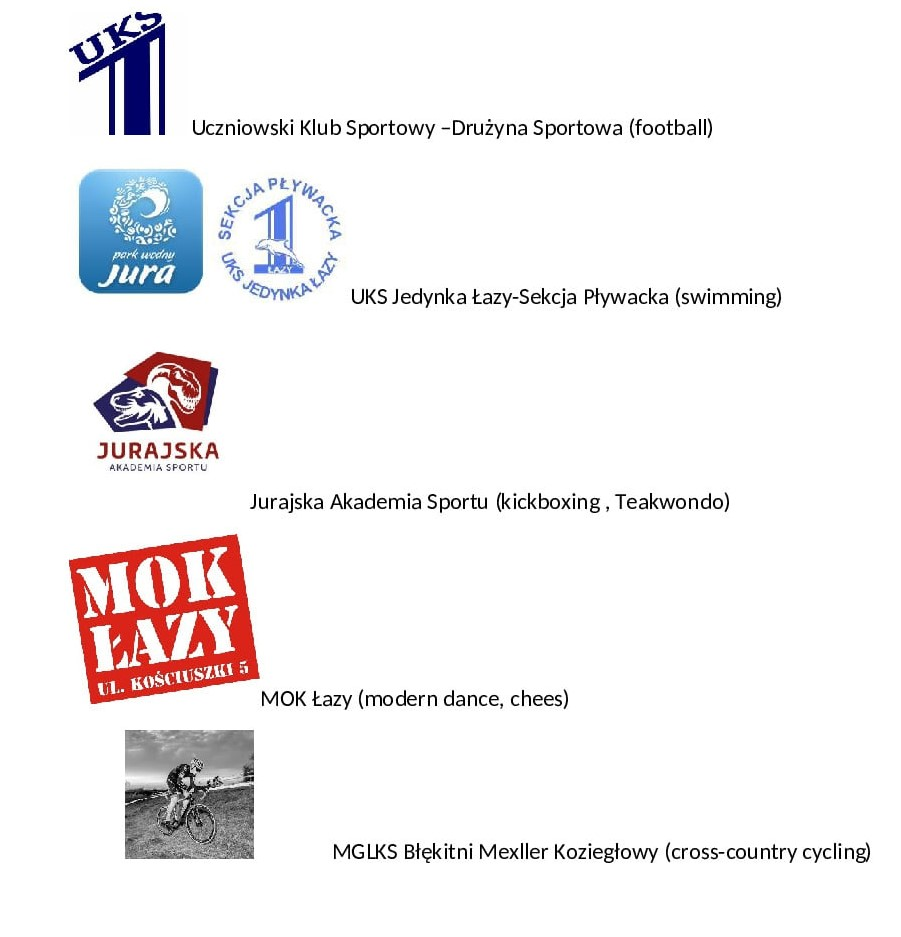 UKS
1
Uczniowski Klub Sportowy –Drużyna Sportowa (football)
park wodny
Jura
SEKCJA PŁYWACKA
1
ŁAZY
UKS JEDYNKA ŁAZY
UKS Jedynka Łazy-Sekcja Pływacka (swimming)
JURAJSKA
AKADEMIA SPORTU
Jurajska Akademia Sportu (kickboxing , Teakwondo)
MOK
ŁAZY
UL. KOŚCIUSZKI 5
MOK Łazy (modern dance, chees)
MGLKS Błękitni Mexller Koziegłowy (cross-country cycling)